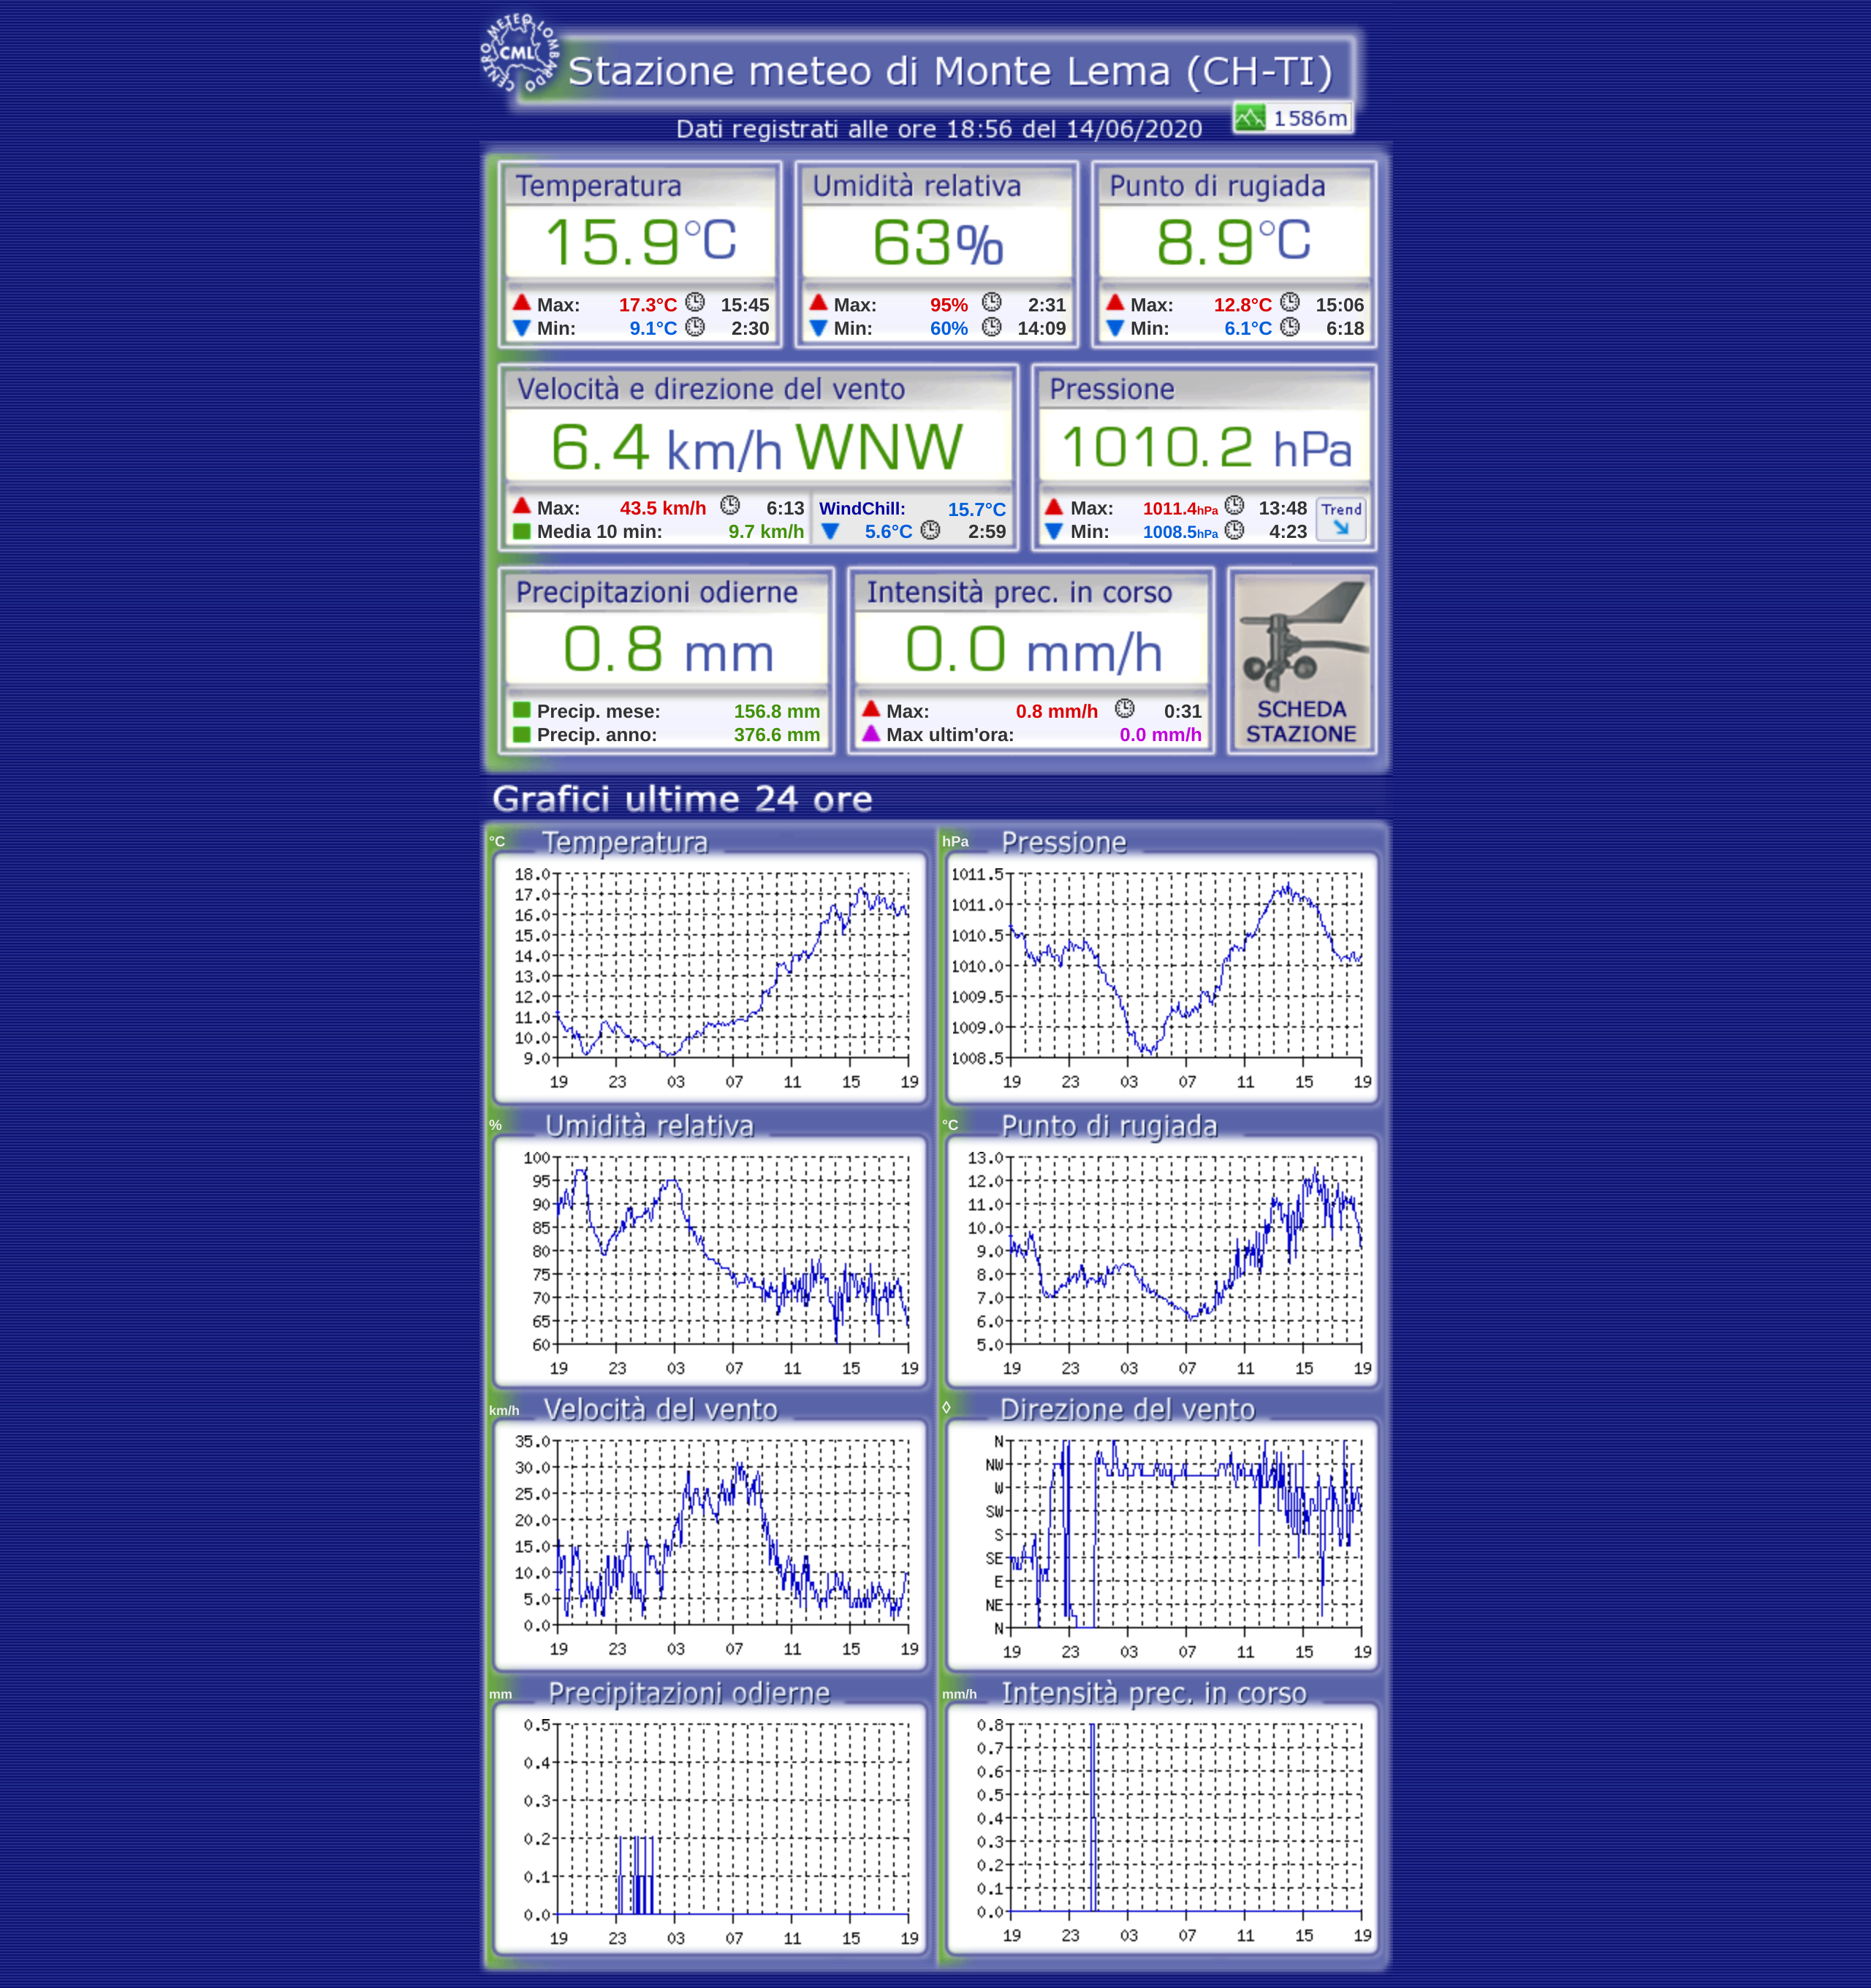 CENTRO METEO LOMBARDO
CML
Stazione meteo di Monte Lema (CH-TI)
1586m
Dati registrati alle ore 18:56 del 14/06/2020
Temperatura
15.9°C
Max: 17.3°C 15:45
Min: 9.1°C 2:30
Umidità relativa
63%
Max: 95% 2:31
Min: 60% 14:09
Punto di rugiada
8.9°C
Max: 12.8°C 15:06
Min: 6.1°C 6:18
Velocità e direzione del vento
6.4 km/h WNW
Max: 43.5 km/h 6:13
Media 10 min: 9.7 km/h
WindChill: 15.7°C
5.6°C 2:59
Pressione
1010.2 hPa
Max: 1011.4hPa 13:48
Min: 1008.5hPa 4:23
Trend
Precipitazioni odierne
0.8 mm
Precip. mese: 156.8 mm
Precip. anno: 376.6 mm
Intensità prec. in corso
0.0 mm/h
Max: 0.8 mm/h 0:31
Max ultim'ora: 0.0 mm/h
SCHEDA
STAZIONE
Grafici ultime 24 ore
°C Temperatura
18.0
17.0
16.0
15.0
14.0
13.0
12.0
11.0
10.0
9.0
19 23 03 07 11 15 19
hPa Pressione
1011.5
1011.0
1010.5
1010.0
1009.5
1009.0
1008.5
19 23 03 07 11 15 19
% Umidità relativa
100
95
90
85
80
75
70
65
60
19 23 03 07 11 15 19
°C Punto di rugiada
13.0
12.0
11.0
10.0
9.0
8.0
7.0
6.0
5.0
19 23 03 07 11 15 19
km/h Velocità del vento
35.0
30.0
25.0
20.0
15.0
10.0
5.0
0.0
19 23 03 07 11 15 19
◊ Direzione del vento
N
NW
W
SW
S
SE
E
NE
N
19 23 03 07 11 15 19
mm Precipitazioni odierne
0.5
0.4
0.3
0.2
0.1
0.0
19 23 03 07 11 15 19
mm/h Intensità prec. in corso
0.8
0.7
0.6
0.5
0.4
0.3
0.2
0.1
0.0
19 23 03 07 11 15 19